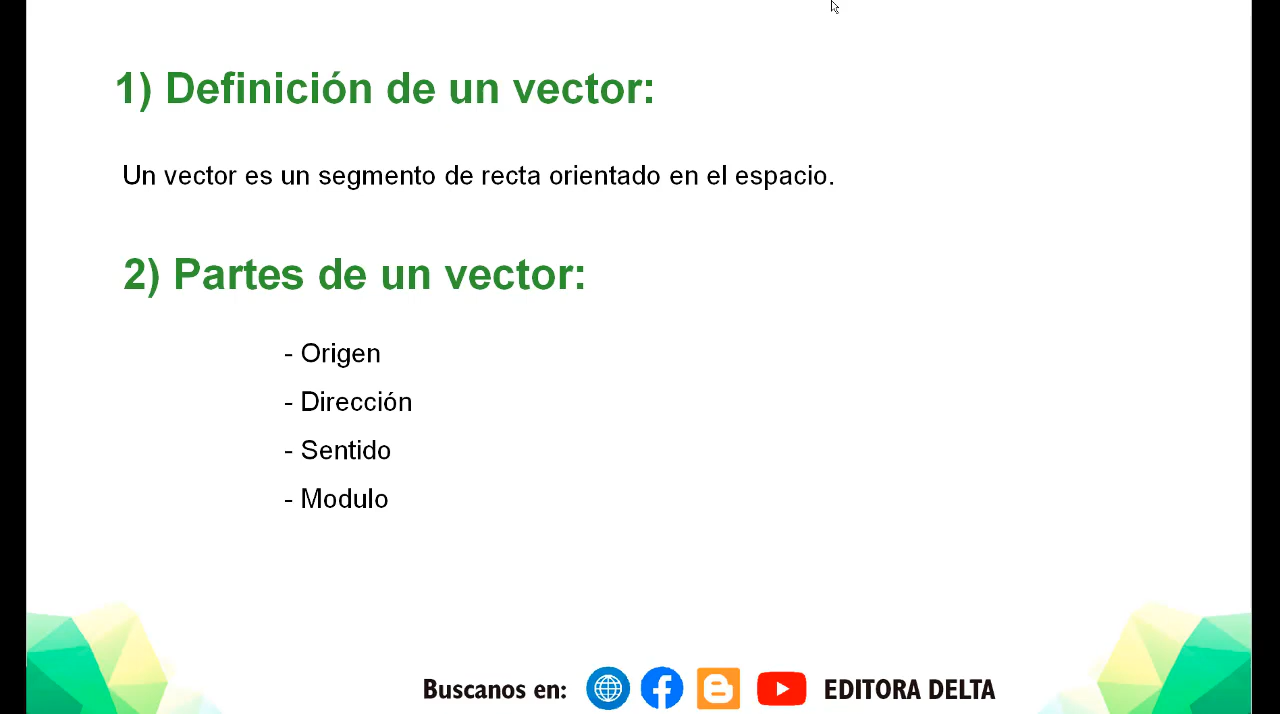 1) Definición de un vector:
Un vector es un segmento de recta orientado en el espacio.
2) Partes de un vector:
- Origen
- Dirección
- Sentido
- Modulo
Buscanos en: EDITORA DELTA